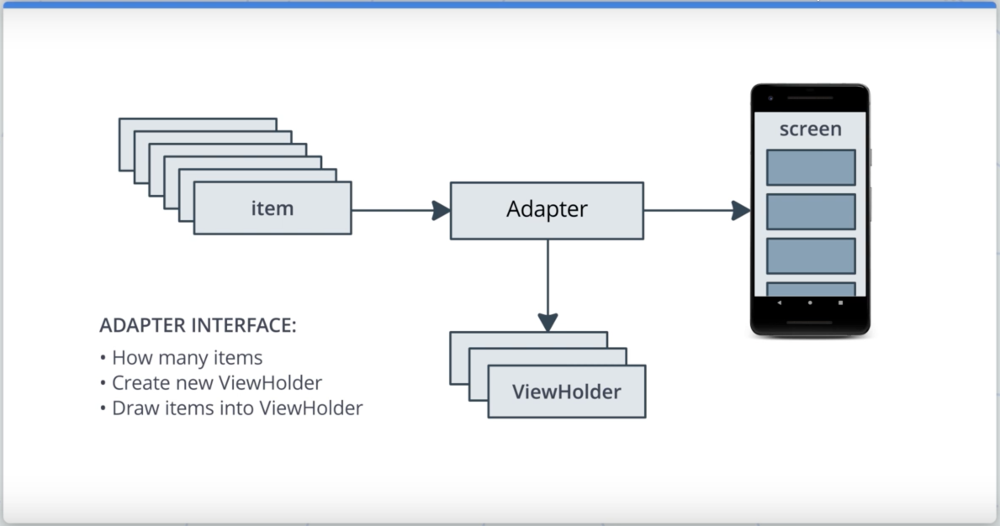 screen
item
Adapter
ViewHolder
ADAPTER INTERFACE:
• How many items
• Create new ViewHolder
• Draw items into ViewHolder